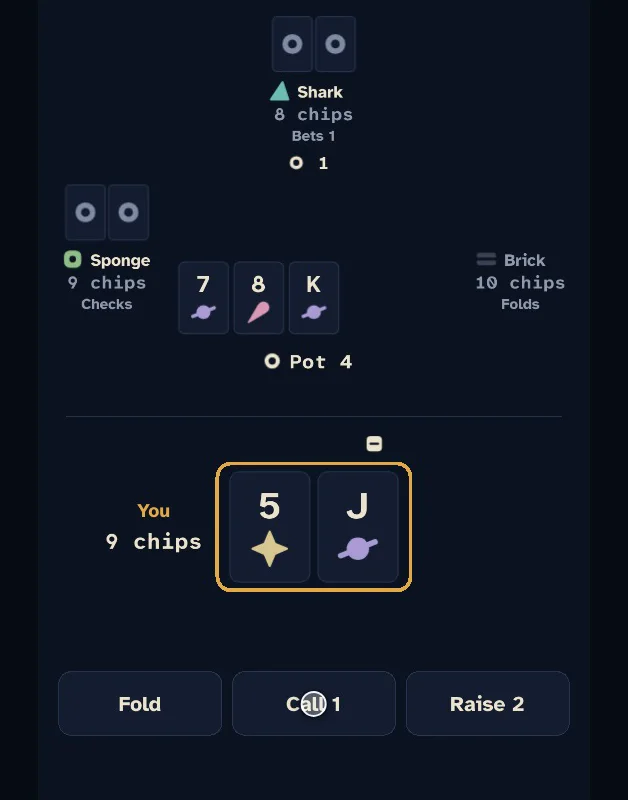 Shark
8 chips
Bets 1
1
Sponge
9 chips
Checks
7 8 K
Brick
10 chips
Folds
Pot 4
You
9 chips
5 J
Fold
Call 1
Raise 2